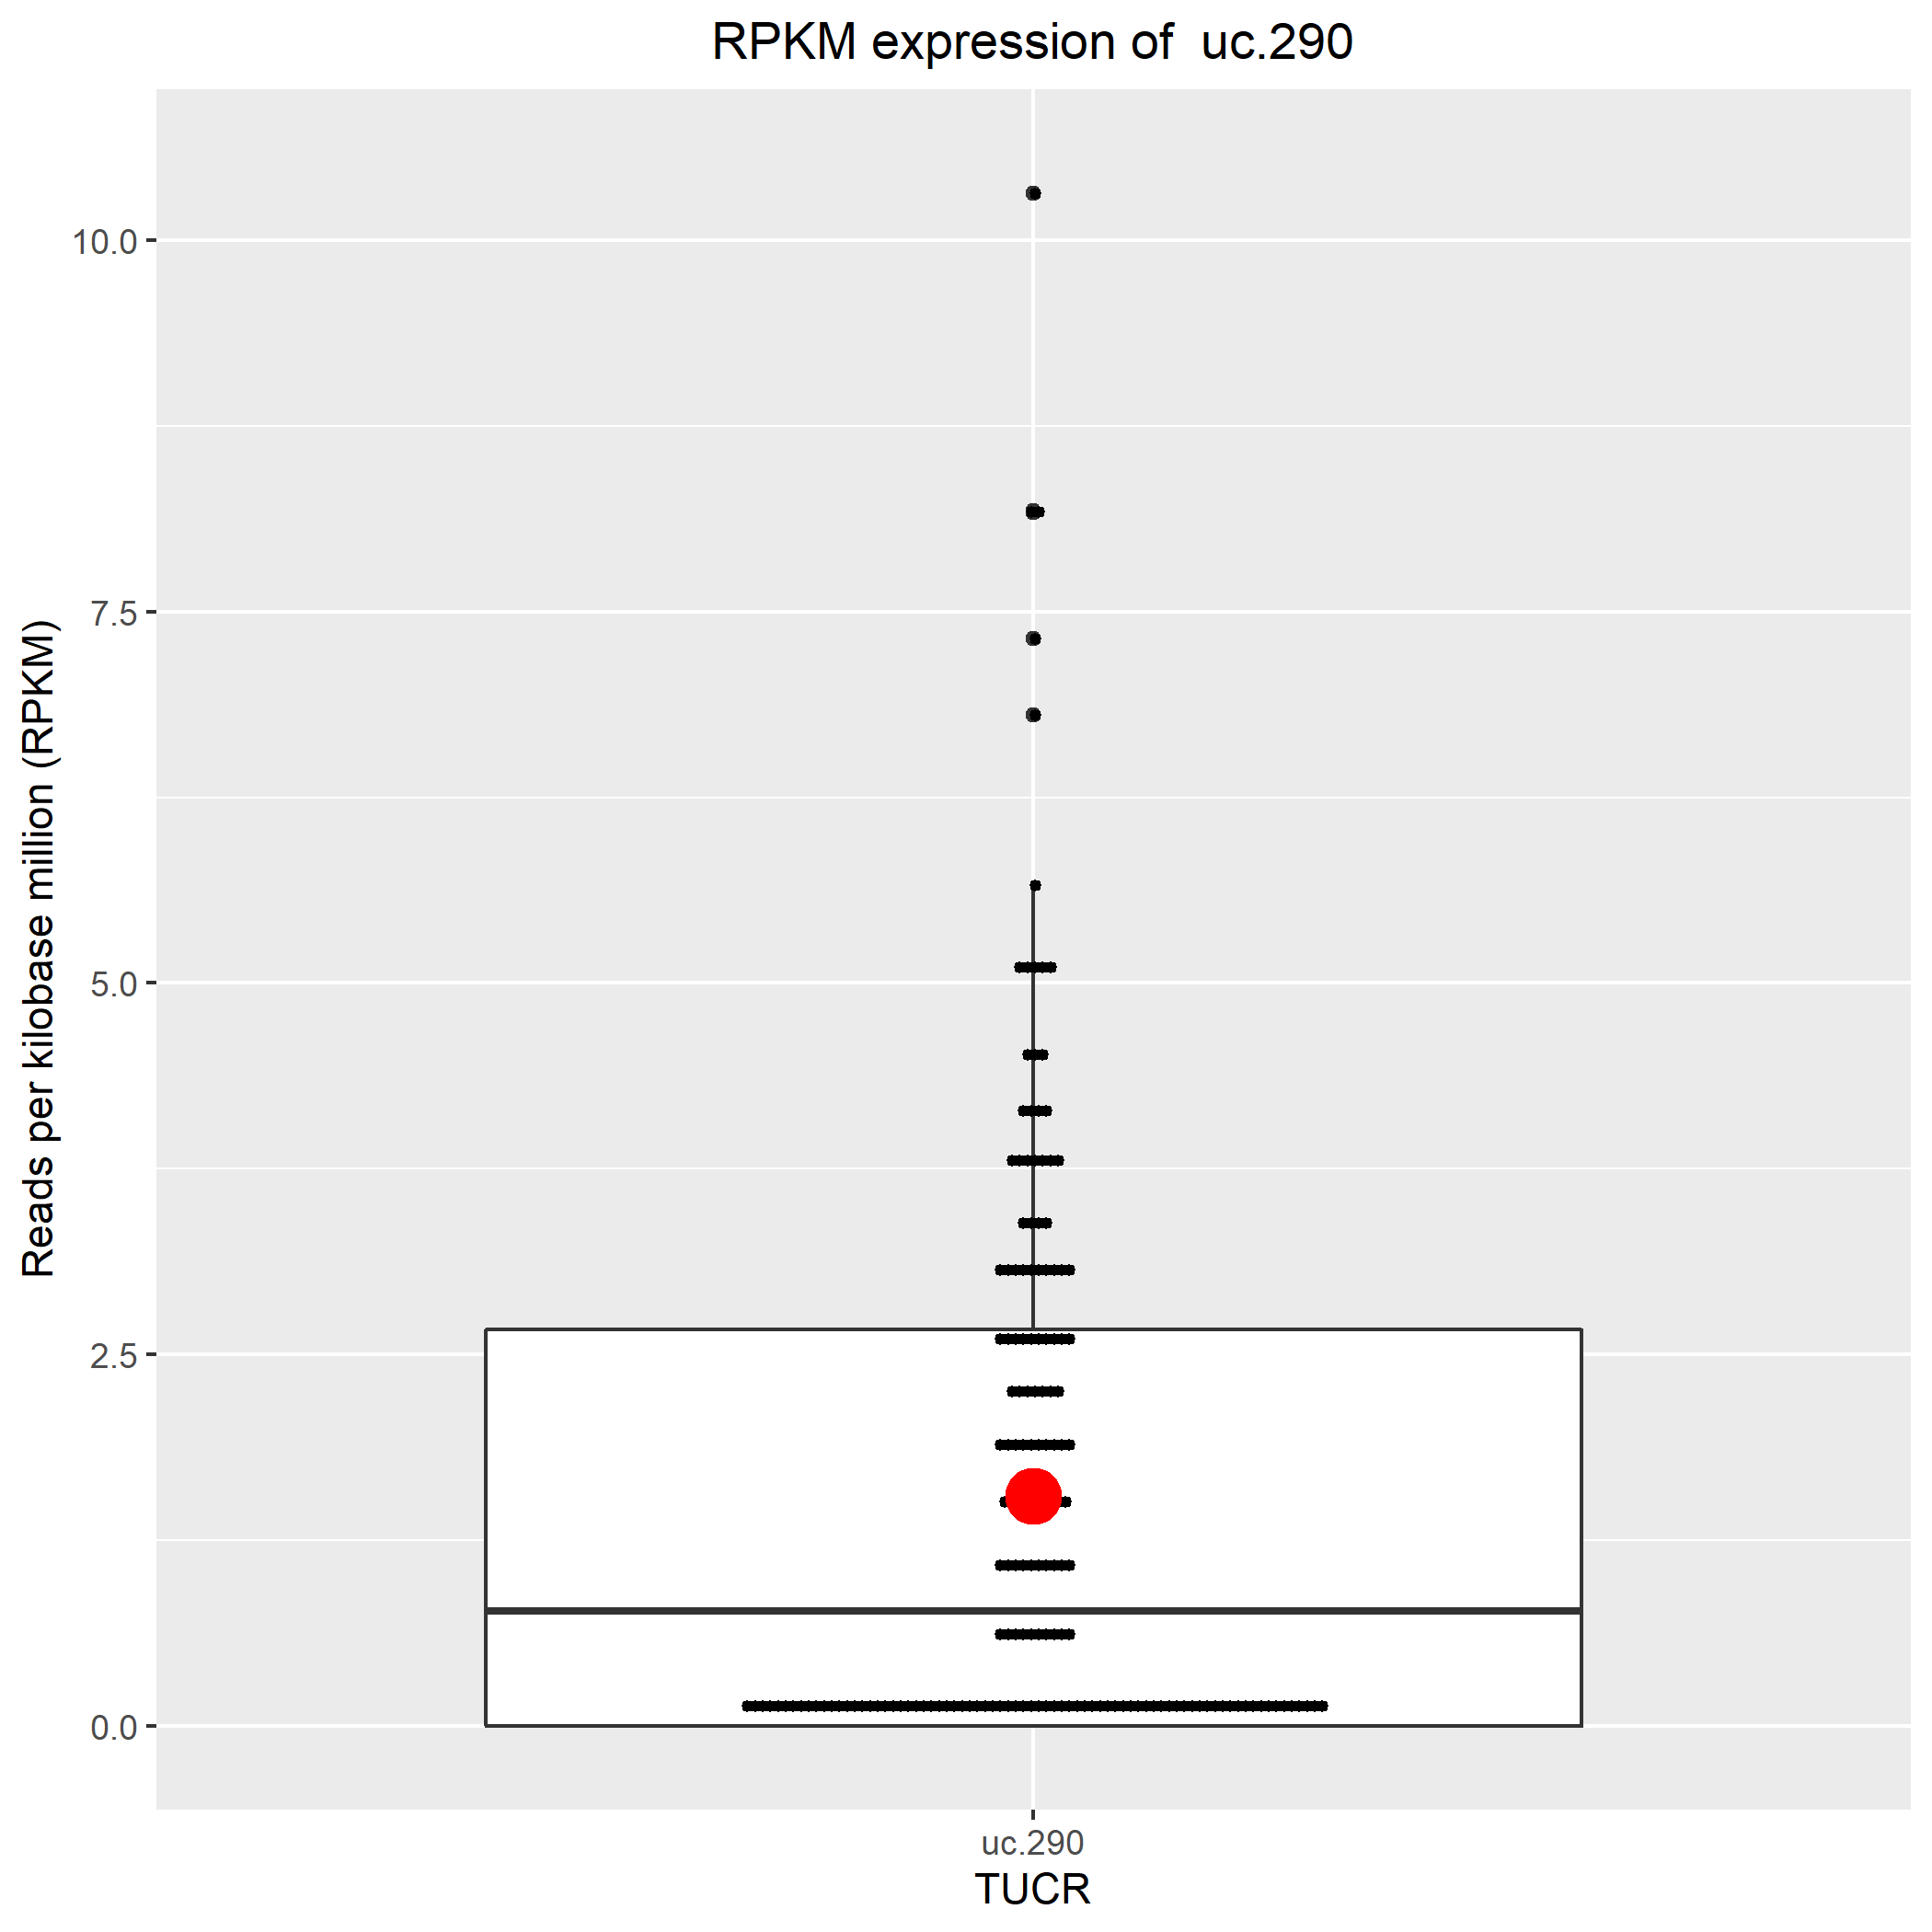 RPKM expression of  uc.290
Reads per kilobase million (RPKM)
10.0
7.5
5.0
2.5
0.0
uc.290
TUCR